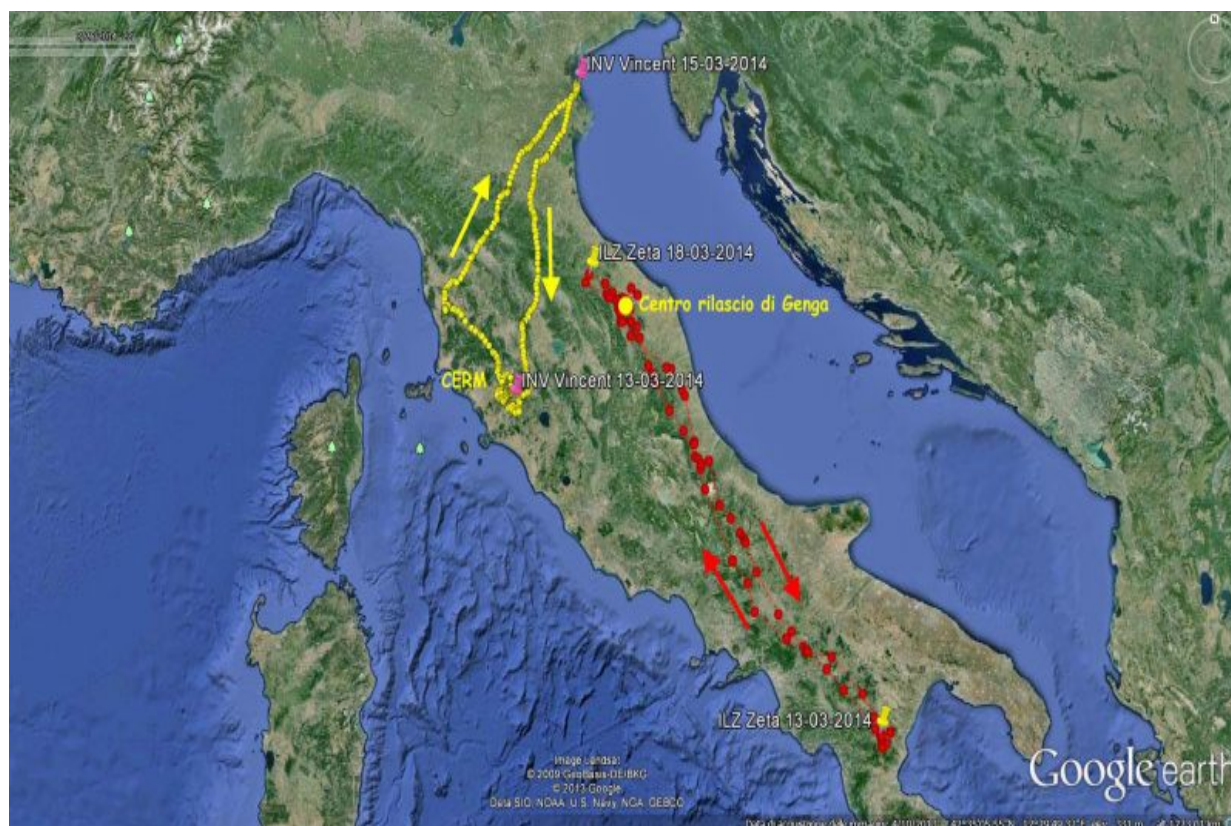 INV Vincent 15-03-2014
ILZ Zeta 18-03-2014
Centro rilascio di Genga
CERM
INV Vincent 13-03-2014
ILZ Zeta 13-03-2014
Image Landsat
© 2009 GeoBasis-DE/BKG
© 2013 Google
Data SIO, NOAA, U.S. Navy, NGA, GEBCO
Google earth